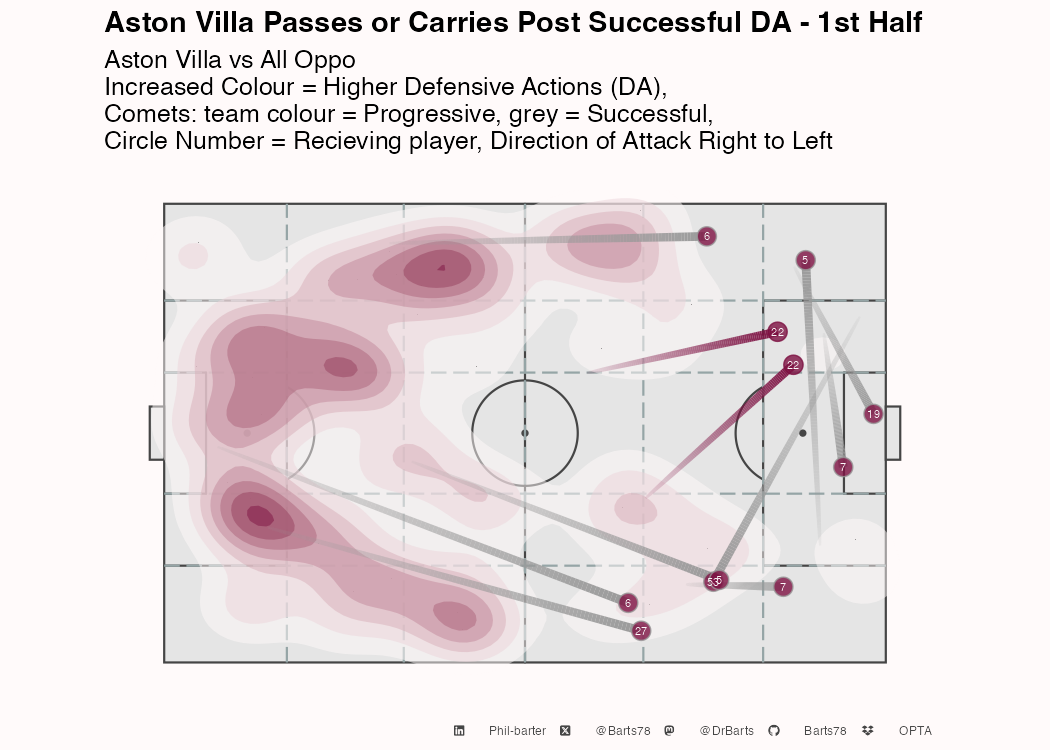 Aston Villa Passes or Carries Post Successful DA - 1st Half
Aston Villa vs All Oppo
Increased Colour = Higher Defensive Actions (DA),
Comets: team colour = Progressive, grey = Successful,
Circle Number = Recieving player, Direction of Attack Right to Left
6
5
22
22
19
7
7
6
27
Phil-barter @Barts78 @DrBarts Barts78 OPTA